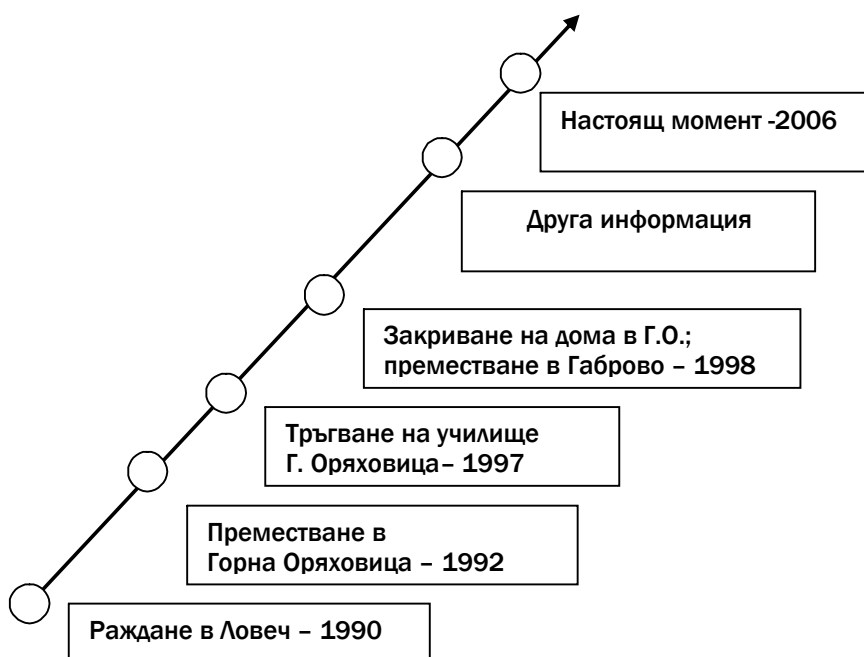 Настоящ момент -2006
Друга информация
Закриване на дома в Г.О.;
преместване в Габрово – 1998
Тръгване на училище
Г. Оряховица– 1997
Преместване в
Горна Оряховица – 1992
Раждане в Ловеч – 1990